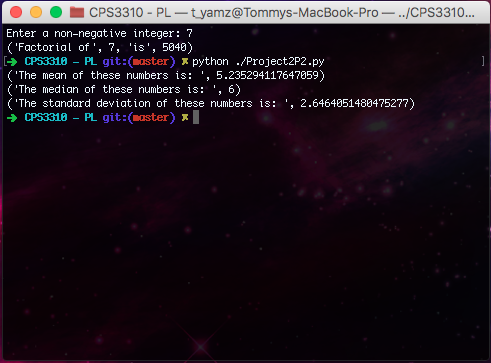 CPS3310 - PL — t_yamz@Tommys-MacBook-Pro — ../CPS3310...
Enter a non-negative integer: 7
('Factorial of', 7, 'is', 5040)
[➜ CPS3310 - PL git:(master) ✗ python ./Project2P2.py ]
('The mean of these numbers is: ', 5.235294117647059)
('The median of these numbers is: ', 6)
('The standard deviation of these numbers is: ', 2.6464051480475277)
➜ CPS3310 - PL git:(master) ✗